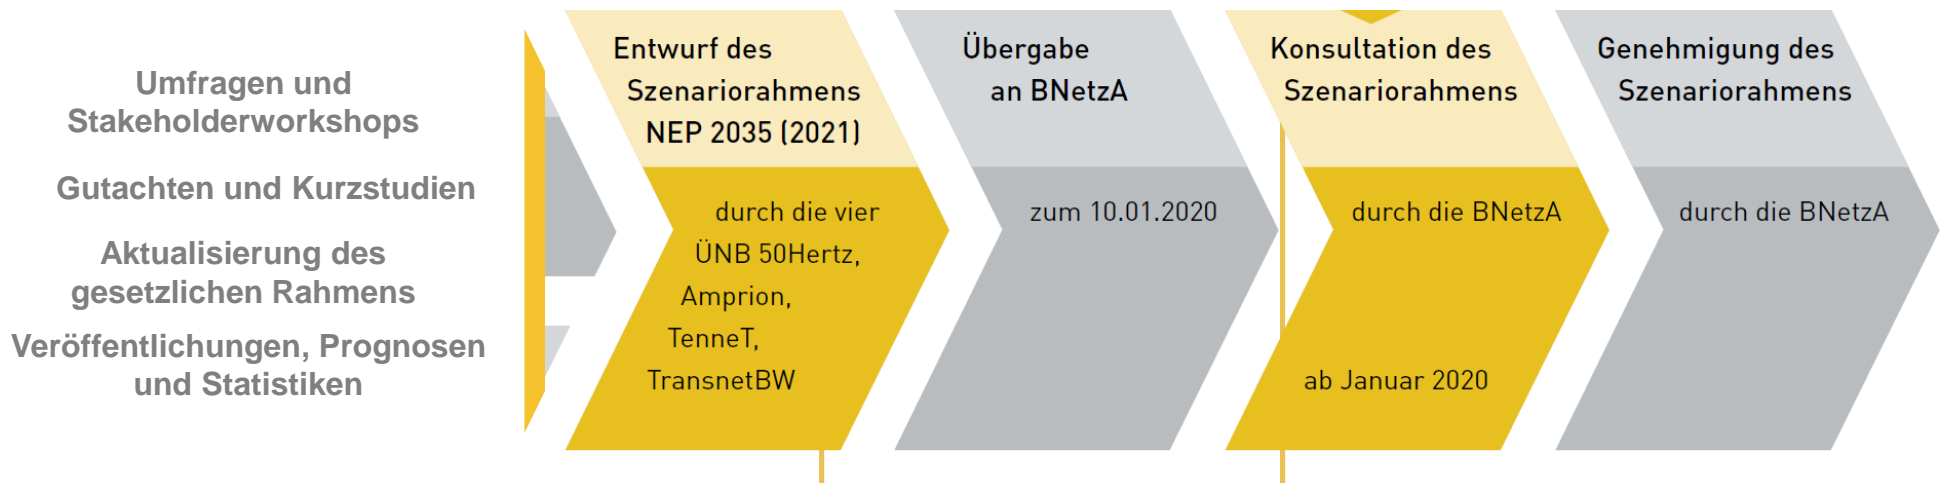 Umfragen und
Stakeholderworkshops
Gutachten und Kurzstudien
Aktualisierung des
gesetzlichen Rahmens
Veröffentlichungen, Prognosen
und Statistiken
Entwurf des
Szenariorahmens
NEP 2035 (2021)
durch die vier
ÜNB 50Hertz,
Amprion,
TenneT,
TransnetBW
Übergabe
an BNetzA
zum 10.01.2020
Konsultation des
Szenariorahmens
durch die BNetzA
ab Januar 2020
Genehmigung des
Szenariorahmens
durch die BNetzA